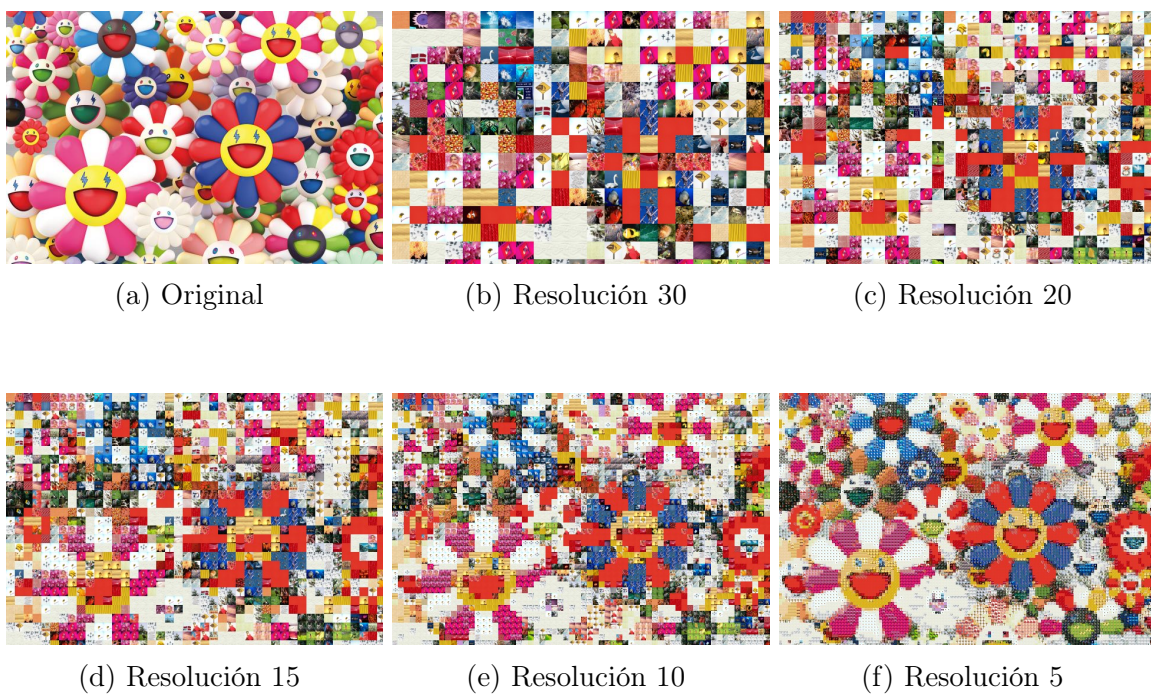 (a) Original
(b) Resolución 30
(c) Resolución 20
(d) Resolución 15
(e) Resolución 10
(f) Resolución 5